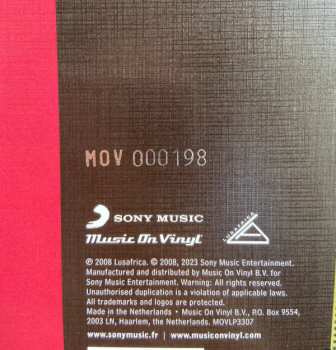 MOV 000198
SONY MUSIC
Music On Vinyl
LUSAFRICA
℗ 2008 Lusafrica. © 2008, 2023 Sony Music Entertainment.
Manufactured and distributed by Music On Vinyl B.V. for
Sony Music Entertainment. Warning: All rights reserved.
Unauthorised duplication is a violation of applicable laws.
All trademarks and logos are protected.
Made in the Netherlands • Music On Vinyl B.V., P.O. Box 9554,
2003 LN, Haarlem, the Netherlands. MOVLP3307
www.sonymusic.fr | www.musiconvinyl.com